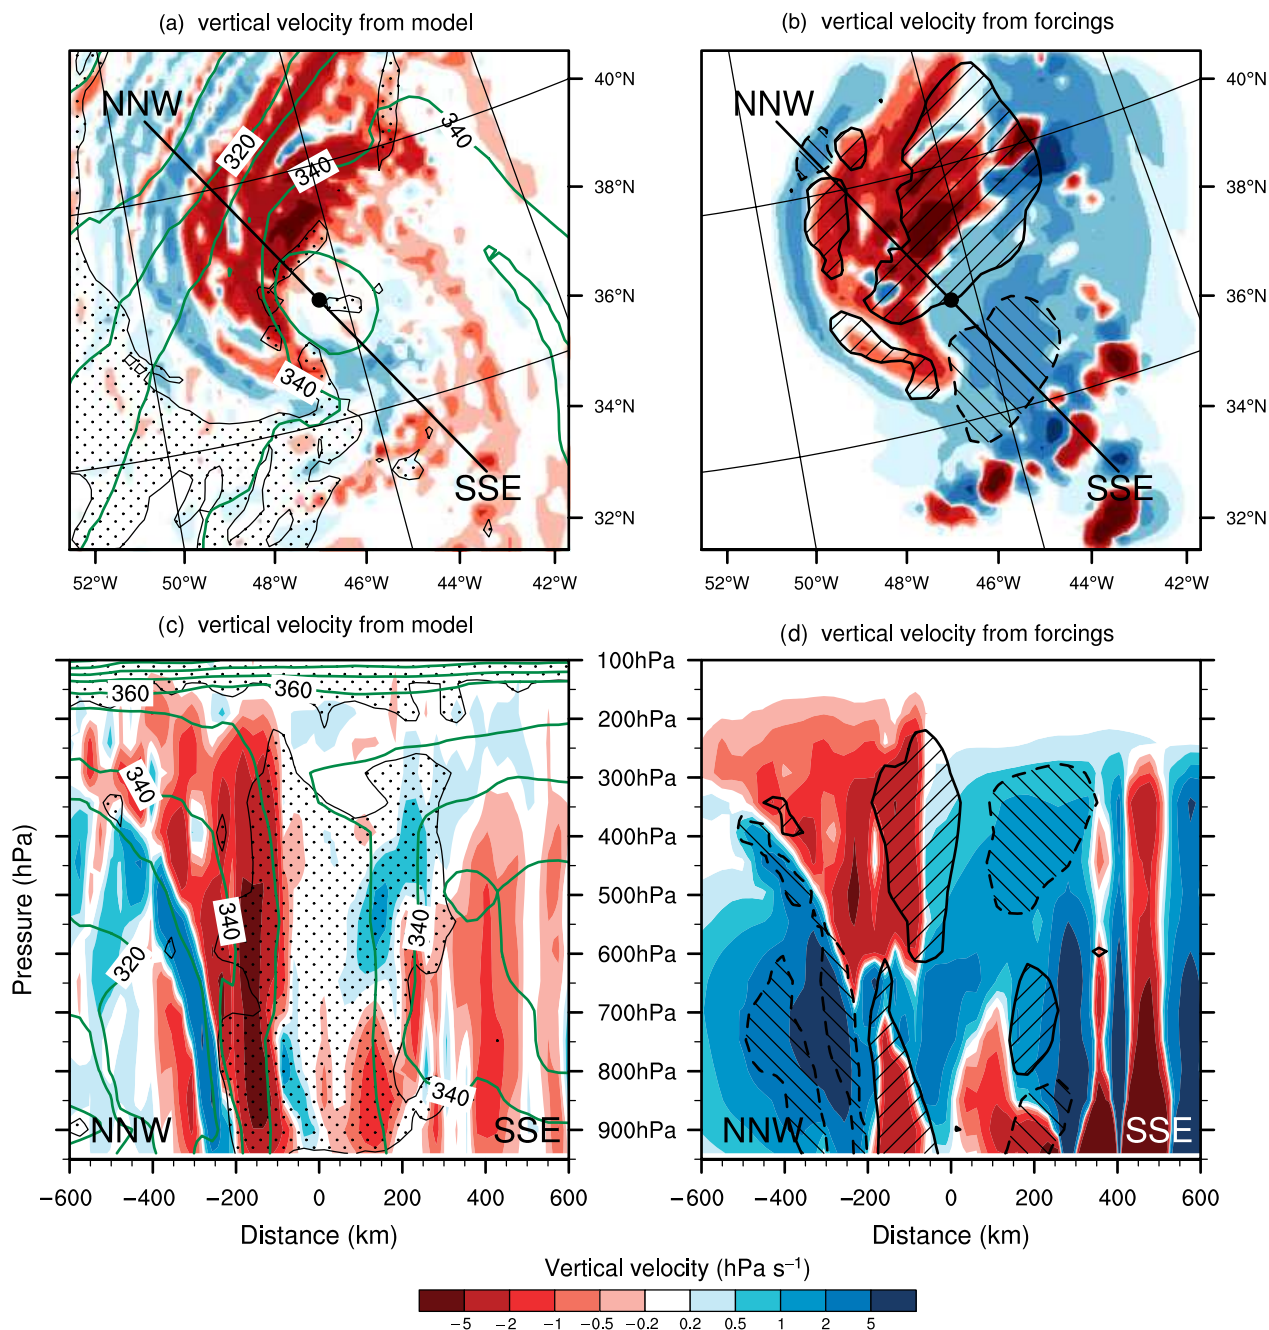 (a) vertical velocity from model
(b) vertical velocity from forcings
NNW
320
340
340
340
SSE
40°N
38°N
36°N
34°N
32°N
52°W 50°W 48°W 46°W 44°W 42°W
NNW
SSE
40°N
38°N
36°N
34°N
32°N
52°W 50°W 48°W 46°W 44°W 42°W
(c) vertical velocity from model
(d) vertical velocity from forcings
Pressure (hPa)
360
360
340
340
340
320
340
NNW
SSE
100hPa
200hPa
300hPa
400hPa
500hPa
600hPa
700hPa
800hPa
900hPa
NNW
SSE
−600 −400 −200 0 200 400 600
Distance (km)
−600 −400 −200 0 200 400 600
Distance (km)
Vertical velocity (hPa s⁻¹)
−5 −2 −1 −0.5 −0.2 0.2 0.5 1 2 5